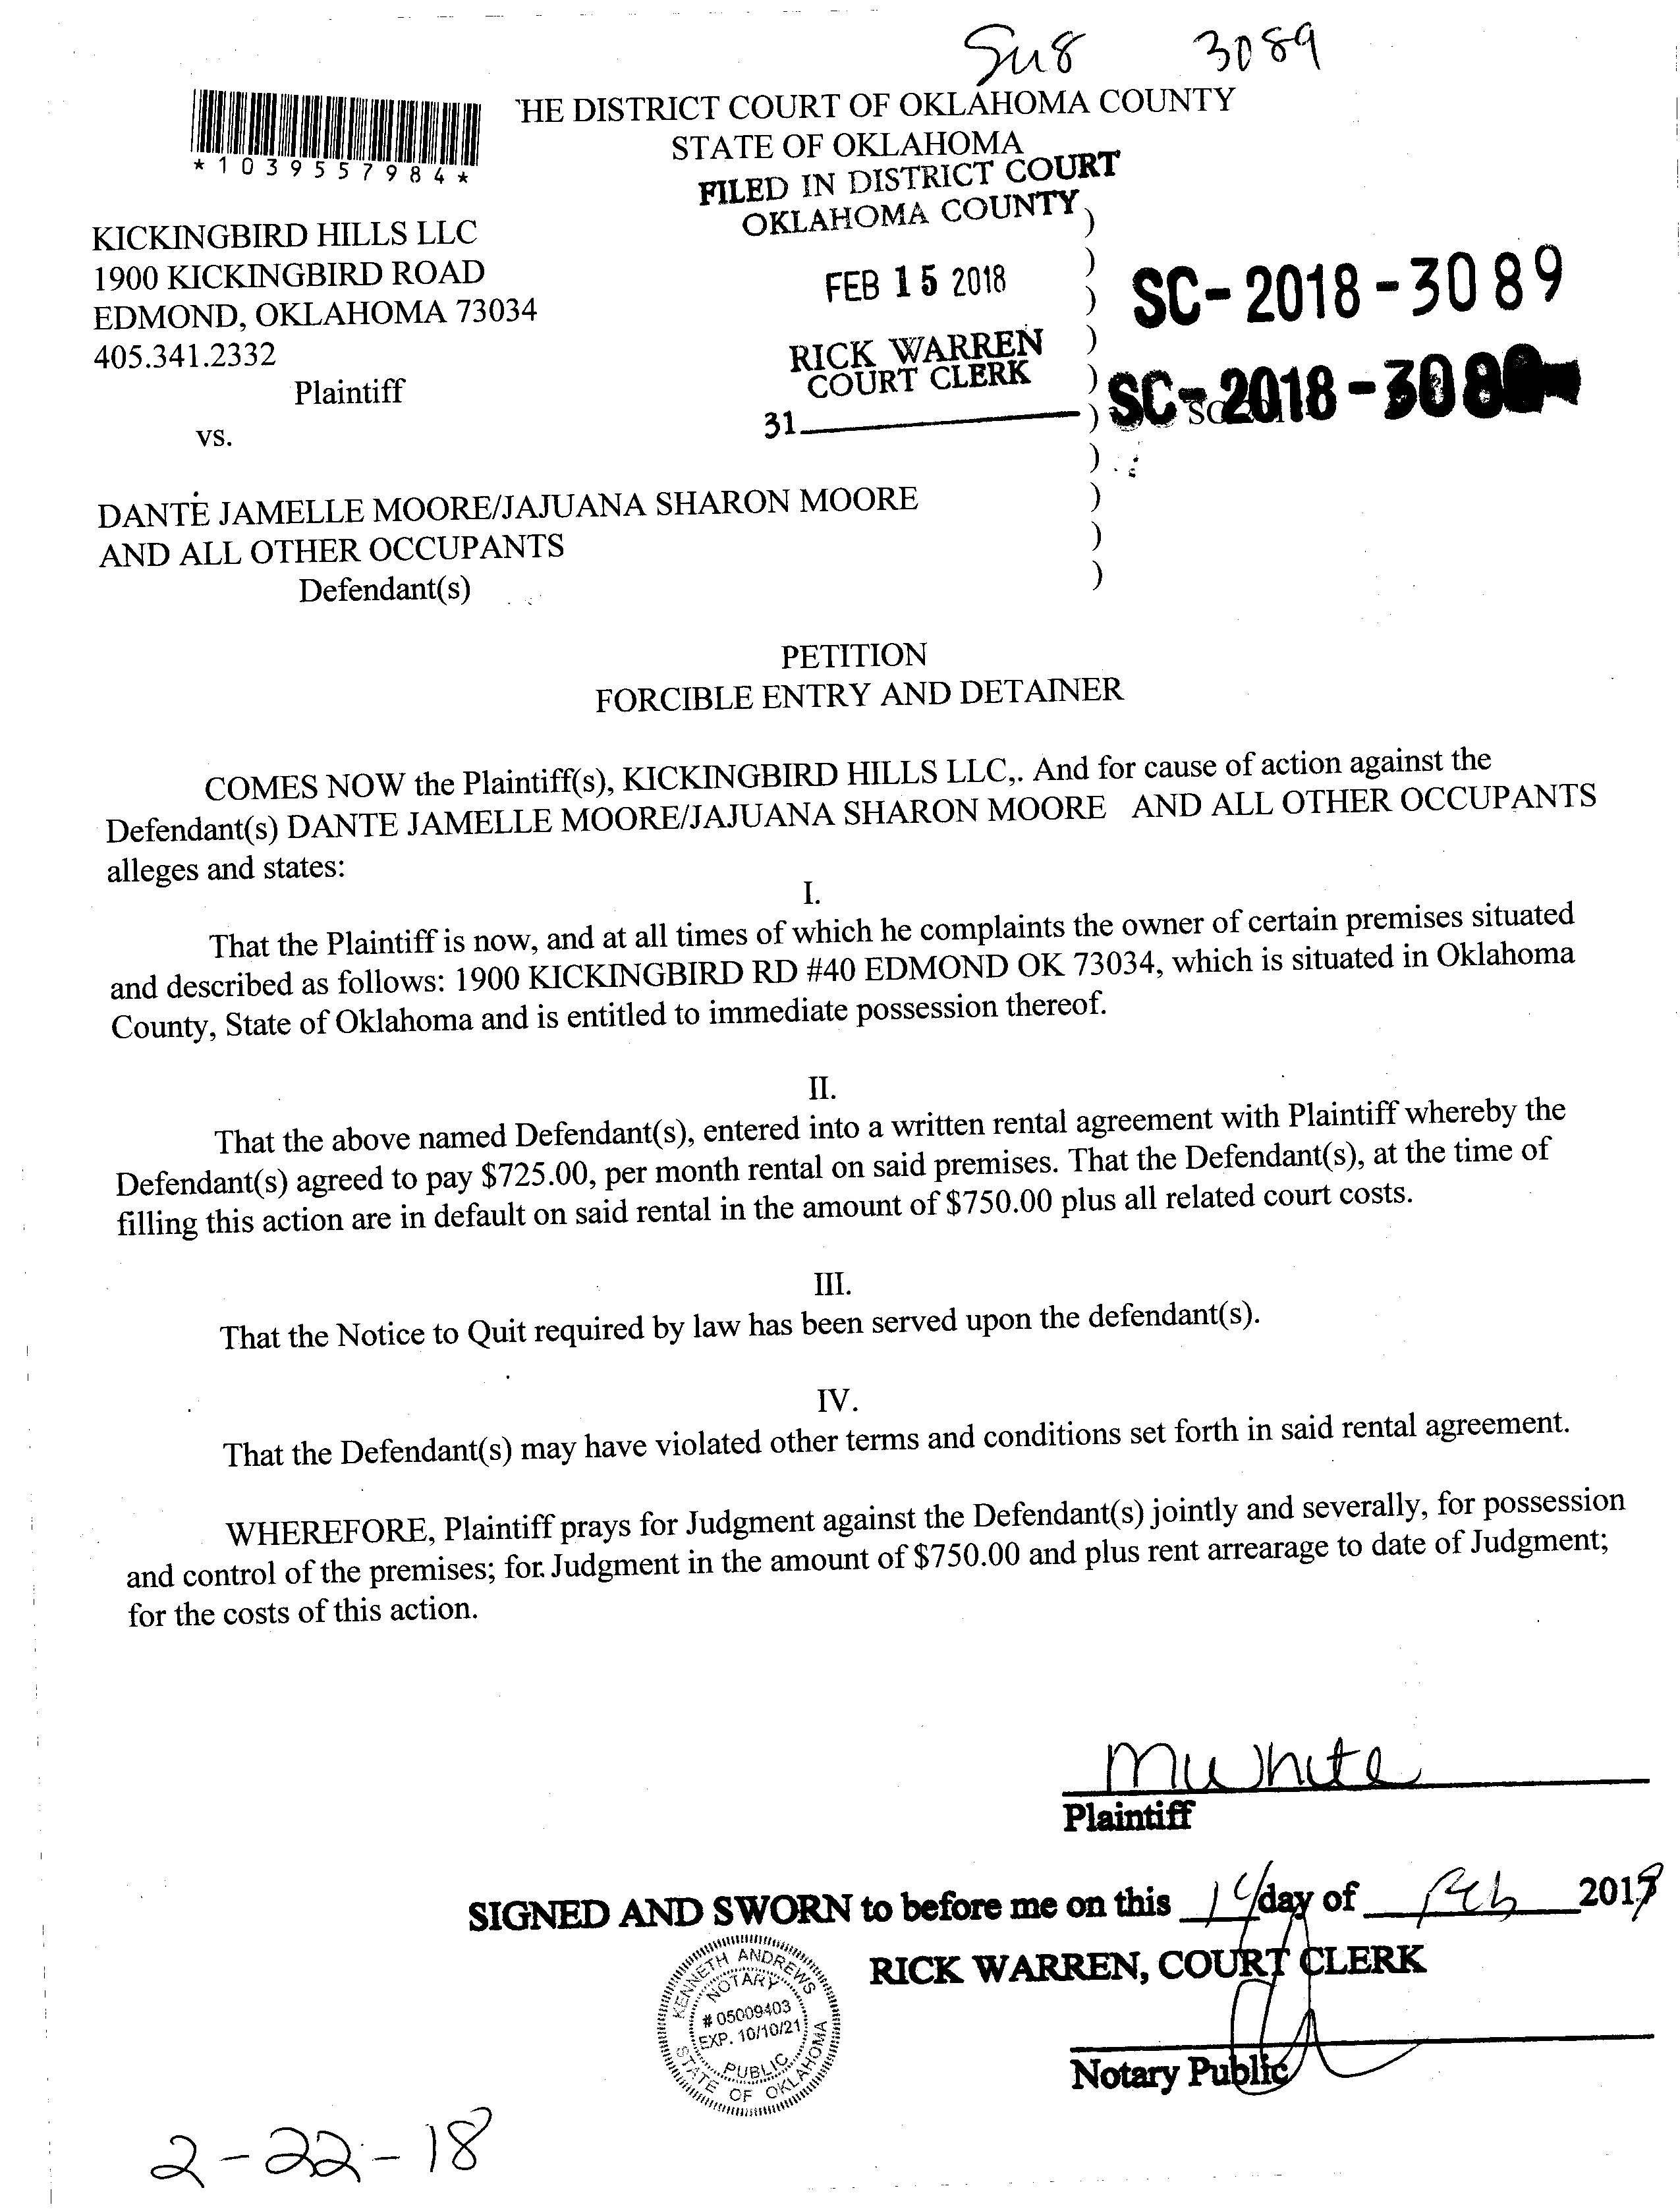 3089
*1039557984*
HE DISTRICT COURT OF OKLAHOMA COUNTY
STATE OF OKLAHOMA
FILED IN DISTRICT COURT
OKLAHOMA COUNTY )
KICKINGBIRD HILLS LLC )
1900 KICKINGBIRD ROAD FEB 15 2018 ) SC-2018-3089
EDMOND, OKLAHOMA 73034 )
405.341.2332 RICK WARREN )
Plaintiff COURT CLERK ) SC-2018-308
vs. 31 )
)
DANTE JAMELLE MOORE/JAJUANA SHARON MOORE )
AND ALL OTHER OCCUPANTS )
Defendant(s) )
PETITION
FORCIBLE ENTRY AND DETAINER
COMES NOW the Plaintiff(s), KICKINGBIRD HILLS LLC,. And for cause of action against the
Defendant(s) DANTE JAMELLE MOORE/JAJUANA SHARON MOORE AND ALL OTHER OCCUPANTS
alleges and states:
I.
That the Plaintiff is now, and at all times of which he complaints the owner of certain premises situated
and described as follows: 1900 KICKINGBIRD RD #40 EDMOND OK 73034, which is situated in Oklahoma
County, State of Oklahoma and is entitled to immediate possession thereof.
II.
That the above named Defendant(s), entered into a written rental agreement with Plaintiff whereby the
Defendant(s) agreed to pay $725.00, per month rental on said premises. That the Defendant(s), at the time of
filling this action are in default on said rental in the amount of $750.00 plus all related court costs.
III.
That the Notice to Quit required by law has been served upon the defendant(s).
IV.
That the Defendant(s) may have violated other terms and conditions set forth in said rental agreement.
WHEREFORE, Plaintiff prays for Judgment against the Defendant(s) jointly and severally, for possession
and control of the premises; for Judgment in the amount of $750.00 and plus rent arrearage to date of Judgment;
for the costs of this action.
MWhite
Plaintiff
SIGNED AND SWORN to before me on this 14 day of Feb 201
RICK WARREN, COURT CLERK
KENNETH ANDREWS
NOTARY
# 05009403
EXP. 10/10/21
PUBLIC
STATE OF OKLAHOMA
Notary Public
2-22-18